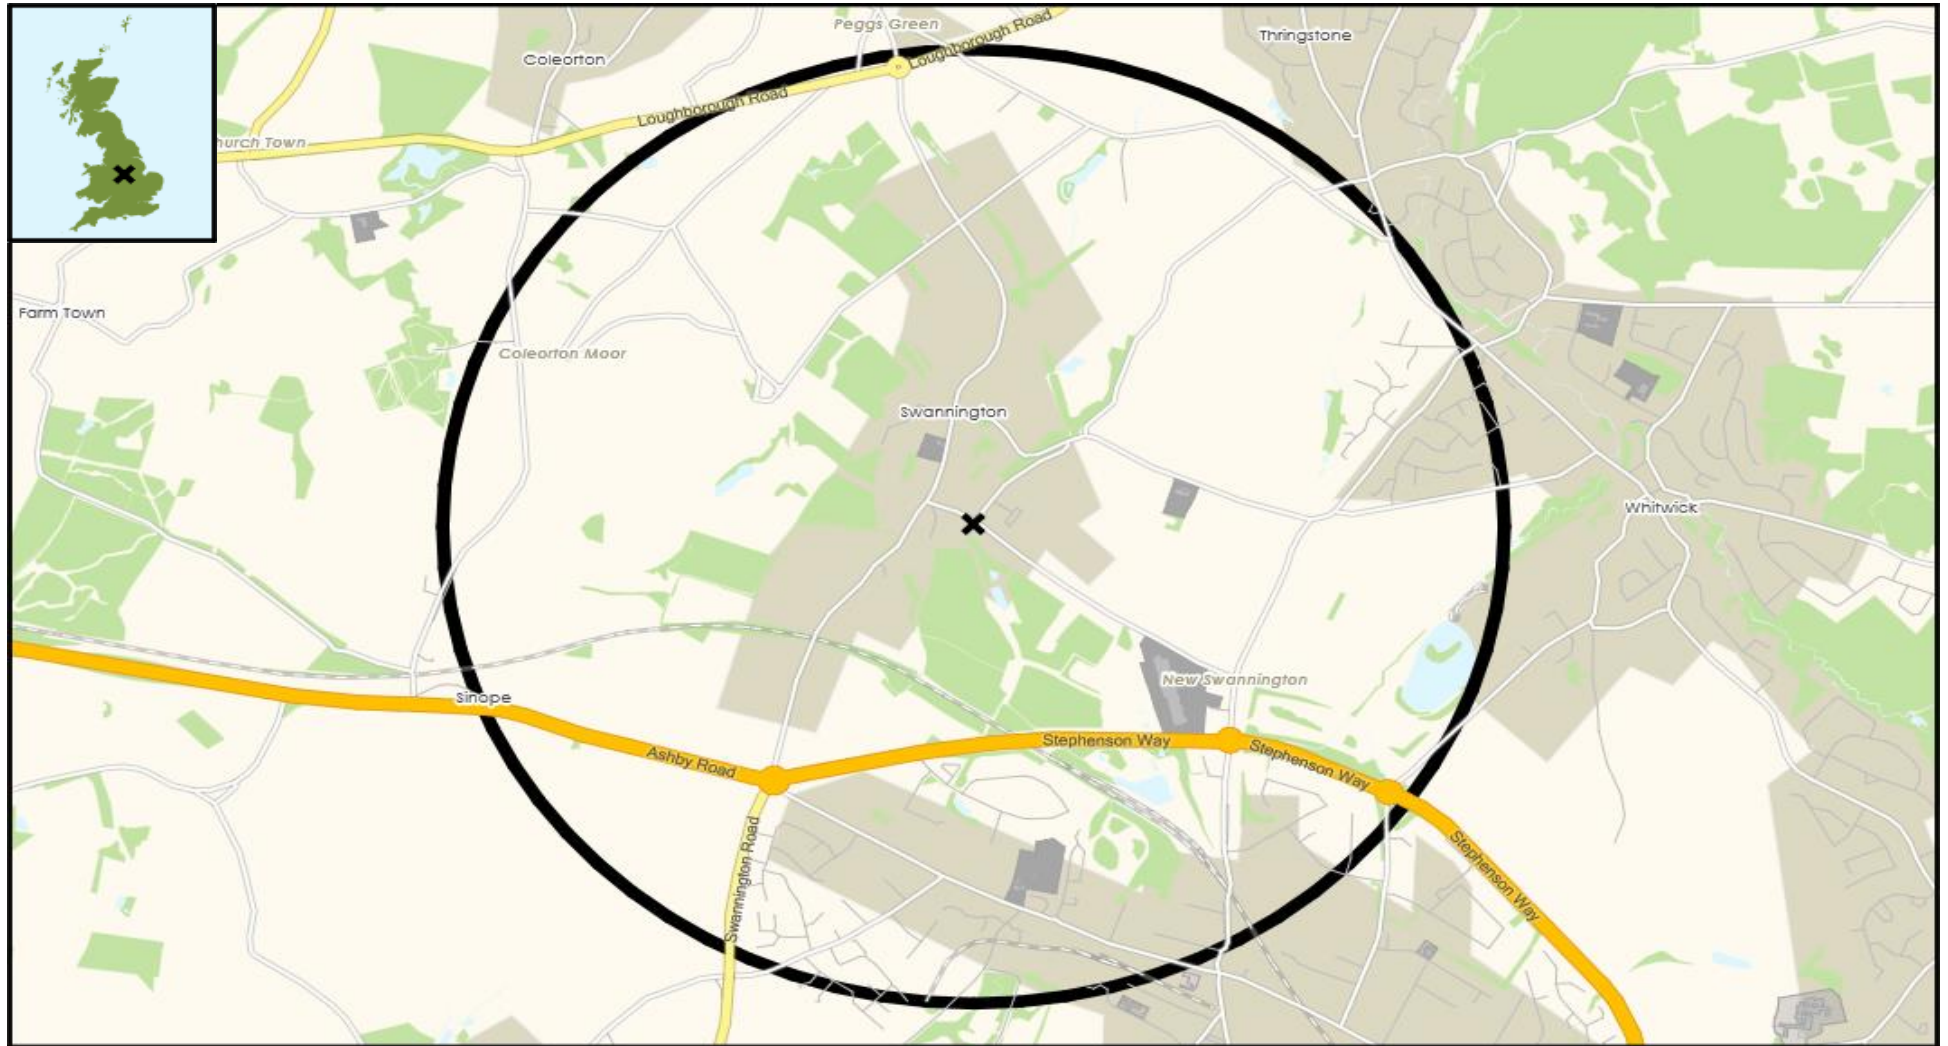 Peggs Green
Loughborough Road
Thringstone
Coleorton
Loughborough Road
hurch Town
Farm Town
Coleorton Moor
Swannington
Whitwick
New Swannington
Sinope
Ashby Road
Stephenson Way
Stephenson Way
Stephenson Way
Swannington Road